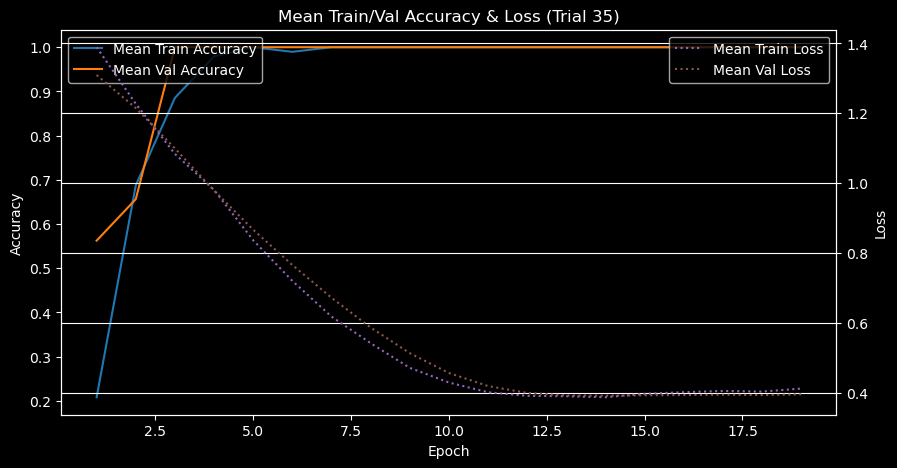 Mean Train/Val Accuracy & Loss (Trial 35)
Mean Train Accuracy
Mean Val Accuracy
Mean Train Loss
Mean Val Loss
1.0
0.9
0.8
0.7
0.6
0.5
0.4
0.3
0.2
Accuracy
1.4
1.2
1.0
0.8
0.6
0.4
Loss
2.5 5.0 7.5 10.0 12.5 15.0 17.5
Epoch